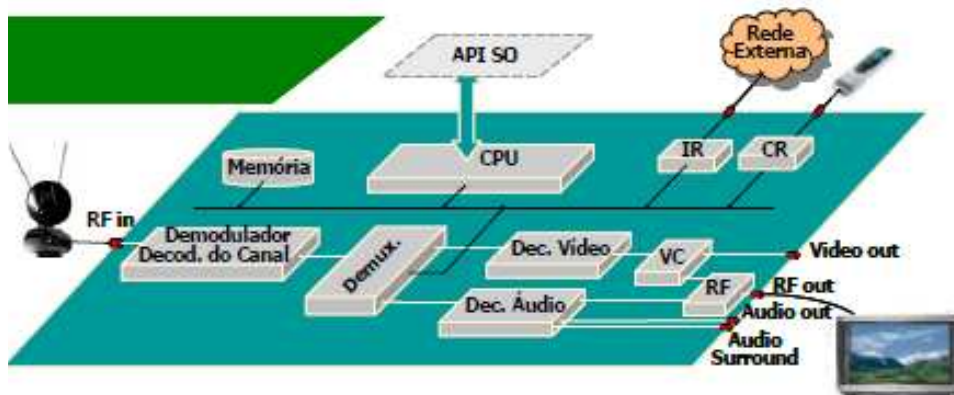 API SO
Rede
Externa
Memória
CPU
IR
CR
RF in
Demodulador
Decod. do Canal
Demux.
Dec. Vídeo
VC
Video out
Dec. Áudio
RF
RF out
Audio out
Audio
Surround